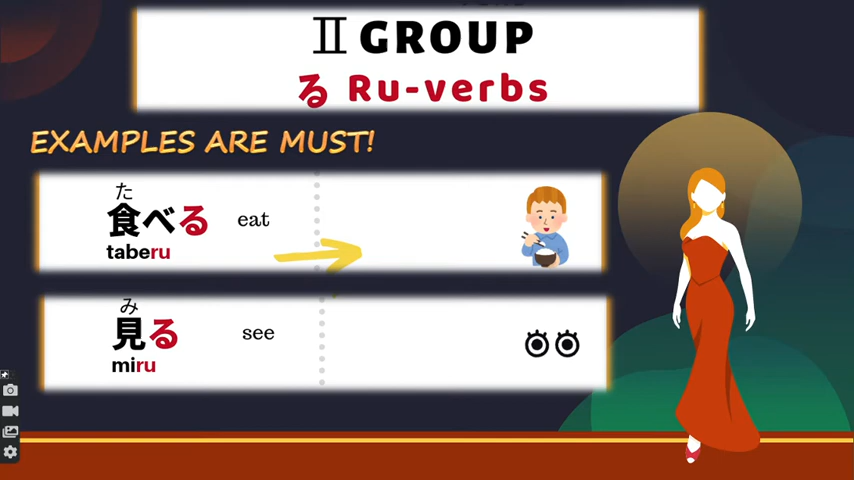 II GROUP
る Ru-verbs
EXAMPLES ARE MUST!
た
食べる eat
taberu
み
見る see
miru